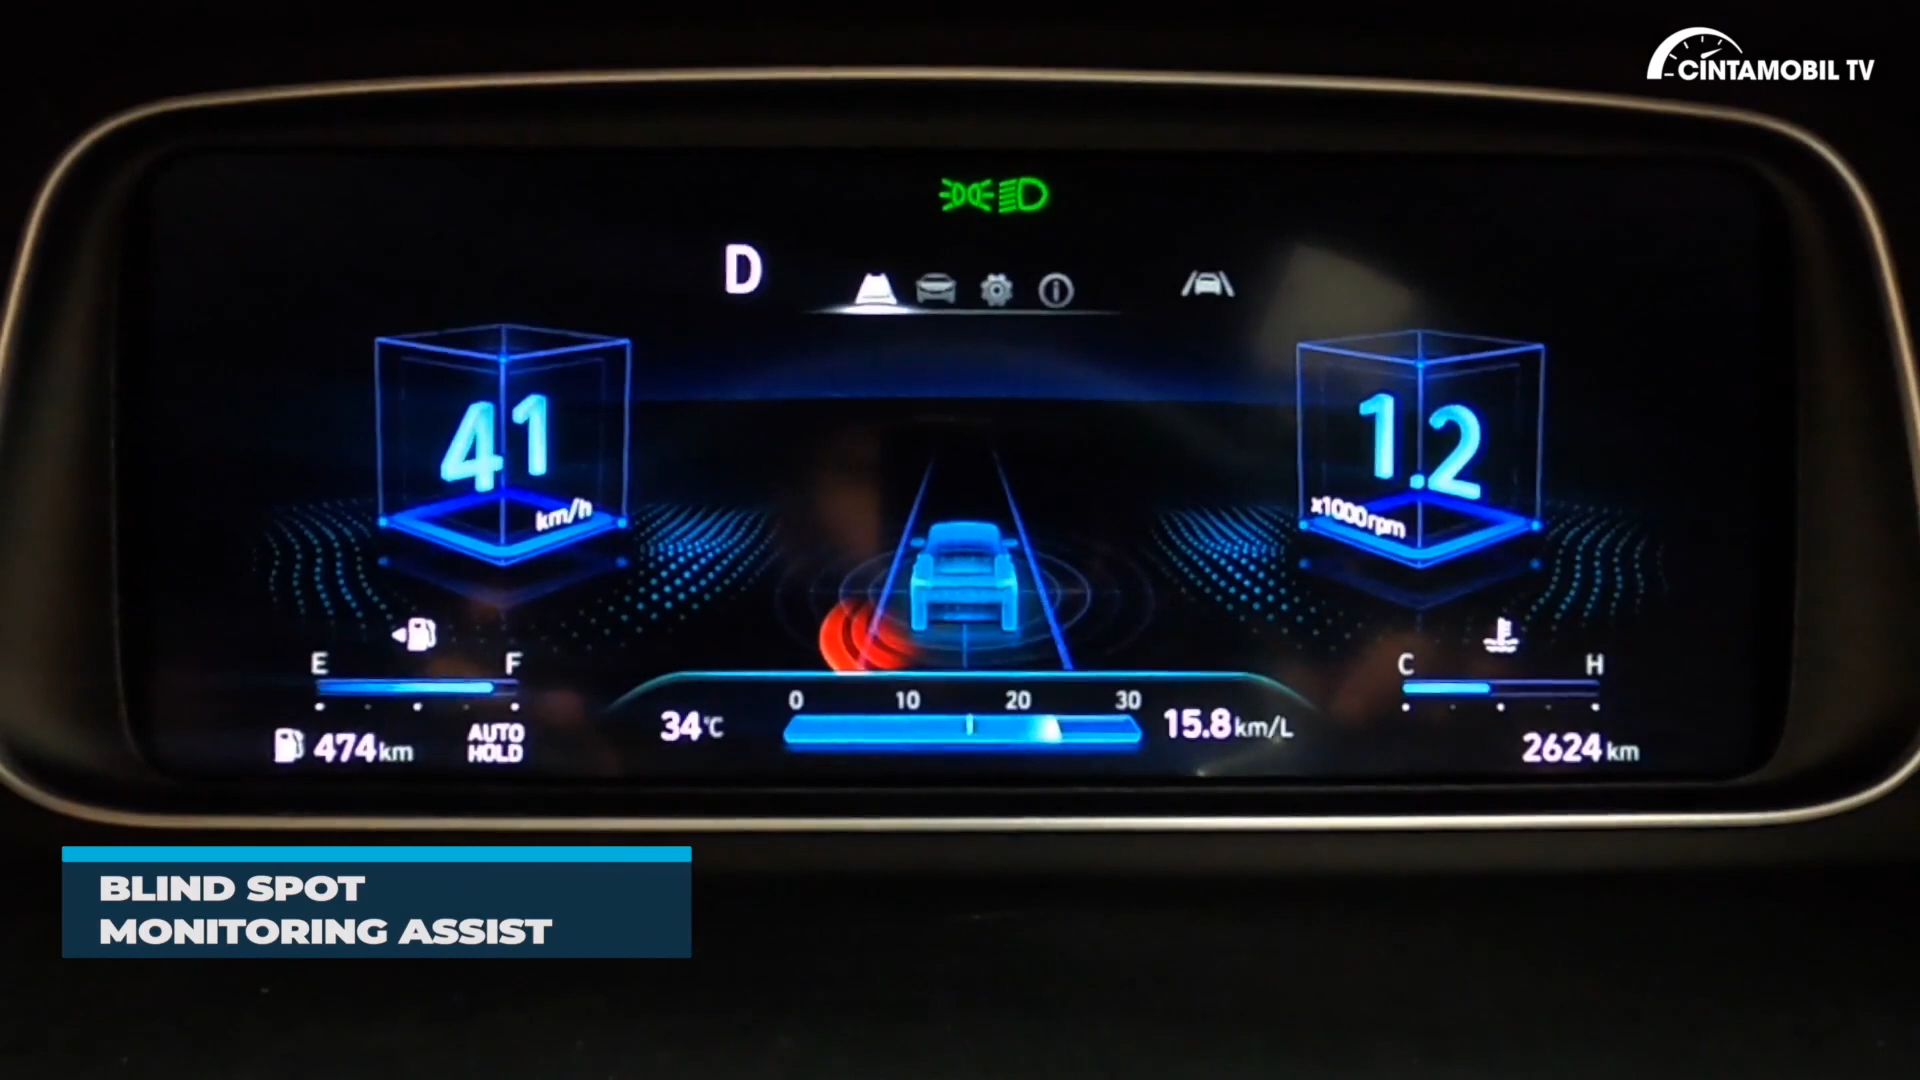 CINTAMOBIL TV
D
41
km/h
1.2
x1000rpm
E F
C H
0 10 20 30
474km
AUTO
HOLD
34°C
15.8km/L
2624km
BLIND SPOT
MONITORING ASSIST